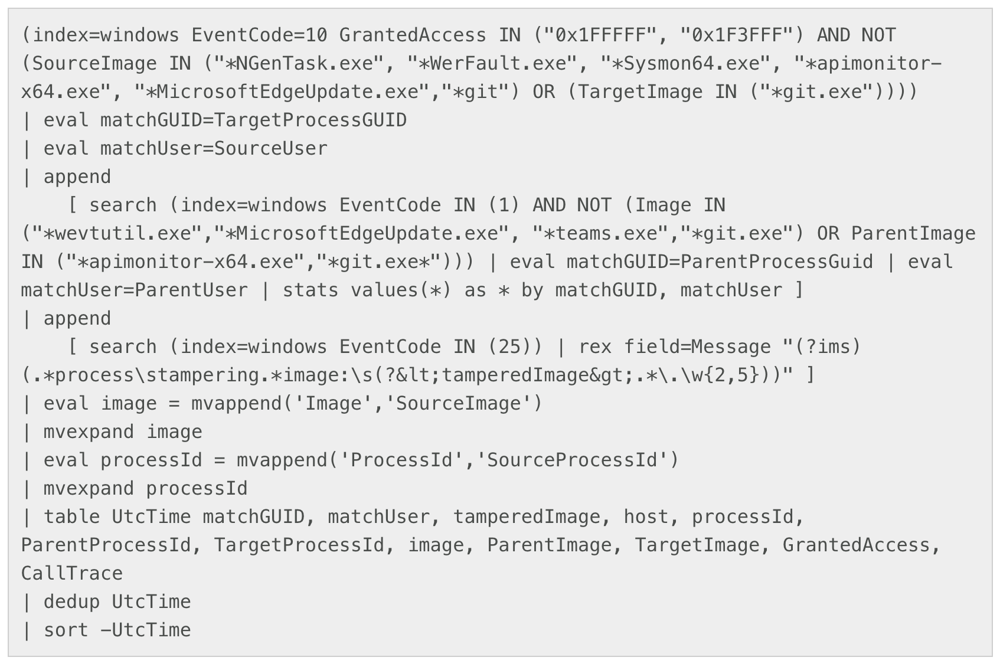 (index=windows EventCode=10 GrantedAccess IN ("0x1FFFFF", "0x1F3FFF") AND NOT
(SourceImage IN ("*NGenTask.exe", "*WerFault.exe", "*Sysmon64.exe", "*apimonitor-
x64.exe", "*MicrosoftEdgeUpdate.exe","*git") OR (TargetImage IN ("*git.exe"))))
| eval matchGUID=TargetProcessGUID
| eval matchUser=SourceUser
| append
    [ search (index=windows EventCode IN (1) AND NOT (Image IN
("*wevtutil.exe","*MicrosoftEdgeUpdate.exe", "*teams.exe","*git.exe") OR ParentImage
IN ("*apimonitor-x64.exe","*git.exe*"))) | eval matchGUID=ParentProcessGuid | eval
matchUser=ParentUser | stats values(*) as * by matchGUID, matchUser ]
| append
    [ search (index=windows EventCode IN (25)) | rex field=Message "(?ims)
(.*process\stampering.*image:\s(?&lt;tamperedImage&gt;.*\.\w{2,5}))" ]
| eval image = mvappend('Image','SourceImage')
| mvexpand image
| eval processId = mvappend('ProcessId','SourceProcessId')
| mvexpand processId
| table UtcTime matchGUID, matchUser, tamperedImage, host, processId,
ParentProcessId, TargetProcessId, image, ParentImage, TargetImage, GrantedAccess,
CallTrace
| dedup UtcTime
| sort -UtcTime